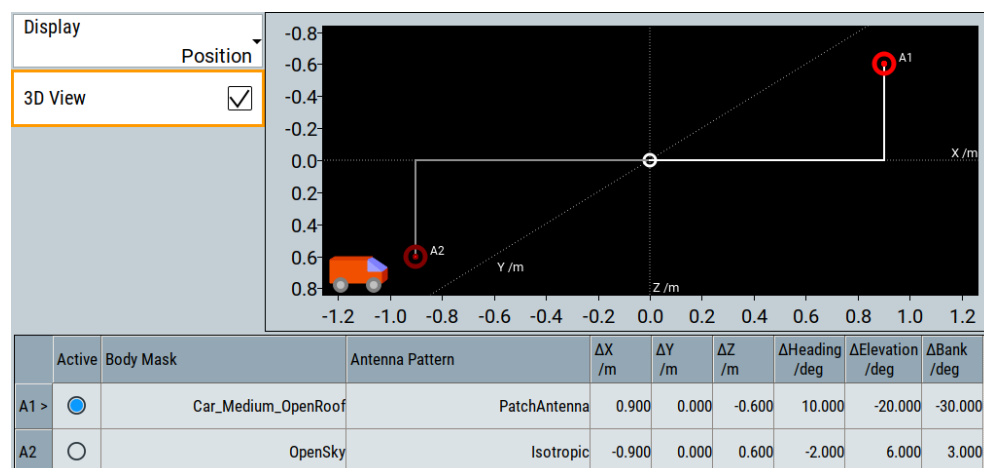 Display
Position
3D View
-0.8
-0.6
-0.4
-0.2
0.0
0.2
0.4
0.6
0.8
A1
X /m
A2
Y /m
Z /m
-1.2 -1.0 -0.8 -0.6 -0.4 -0.2 0.0 0.2 0.4 0.6 0.8 1.0 1.2
Active Body Mask Antenna Pattern ΔX /m ΔY /m ΔZ /m ΔHeading /deg ΔElevation /deg ΔBank /deg
A1 > Car_Medium_OpenRoof PatchAntenna 0.900 0.000 -0.600 10.000 -20.000 -30.000
A2 OpenSky Isotropic -0.900 0.000 0.600 -2.000 6.000 3.000